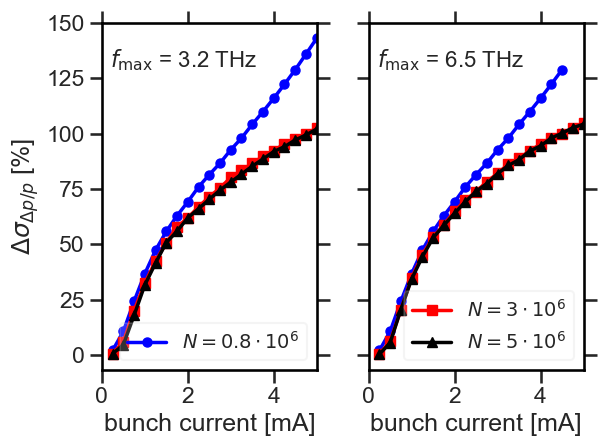 150
125
100
75
50
25
0
Δσ_{Δp/p} [%]
f_max = 3.2 THz
N = 0.8 · 10^6
0 2 4
bunch current [mA]
f_max = 6.5 THz
N = 3 · 10^6
N = 5 · 10^6
0 2 4
bunch current [mA]